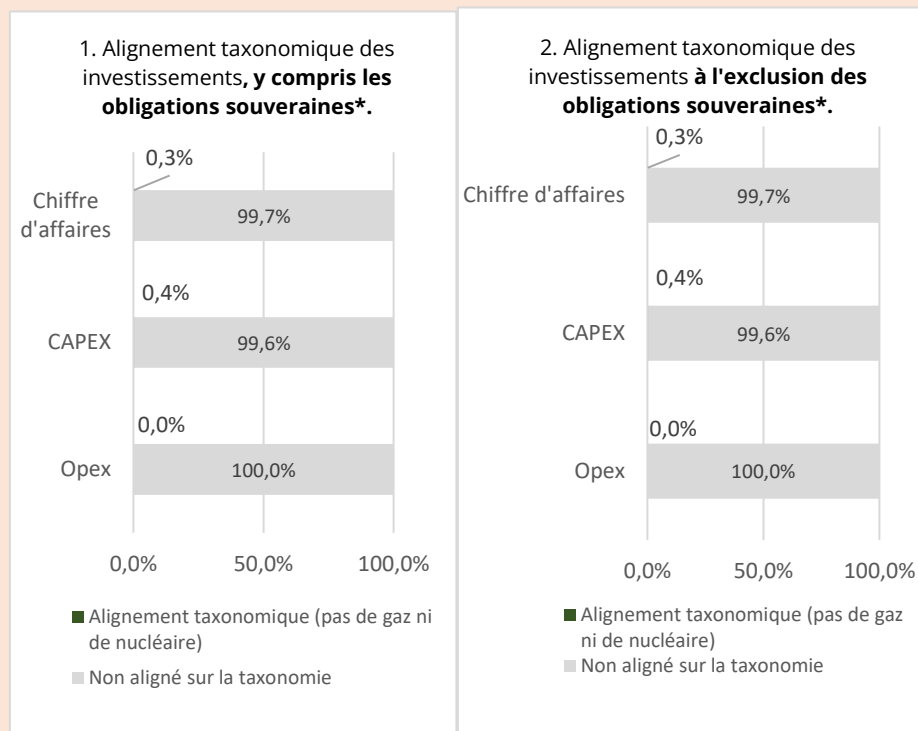 1. Alignement taxonomique des
investissements, y compris les
obligations souveraines*.
0,3%
Chiffre
d'affaires
99,7%
0,4%
CAPEX
99,6%
0,0%
Opex
100,0%
0,0%
50,0%
100,0%
Alignement taxonomique (pas de gaz ni
de nucléaire)
Non aligné sur la taxonomie
2. Alignement taxonomique des
investissements à l'exclusion des
obligations souveraines*.
0,3%
Chiffre d'affaires
99,7%
0,4%
CAPEX
99,6%
0,0%
Opex
100,0%
0,0%
50,0%
100,0%
Alignement taxonomique (pas de gaz
ni de nucléaire)
Non aligné sur la taxonomie